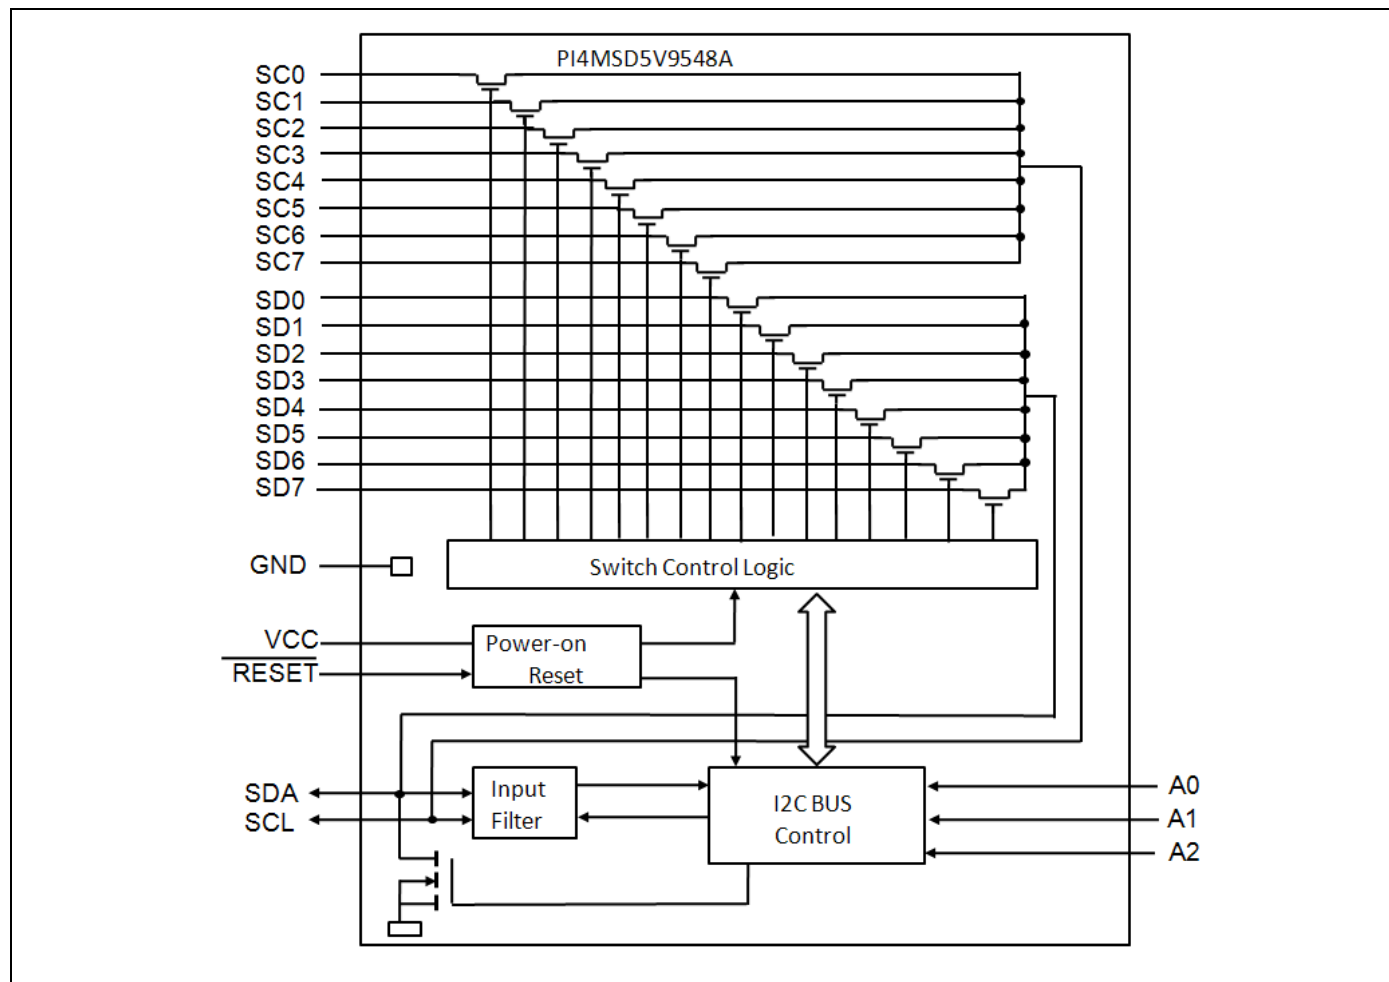 PI4MSD5V9548A
SC0
SC1
SC2
SC3
SC4
SC5
SC6
SC7
SD0
SD1
SD2
SD3
SD4
SD5
SD6
SD7
GND
Switch Control Logic
VCC
RESET
Power-on
Reset
SDA
SCL
Input
Filter
I2C BUS
Control
A0
A1
A2